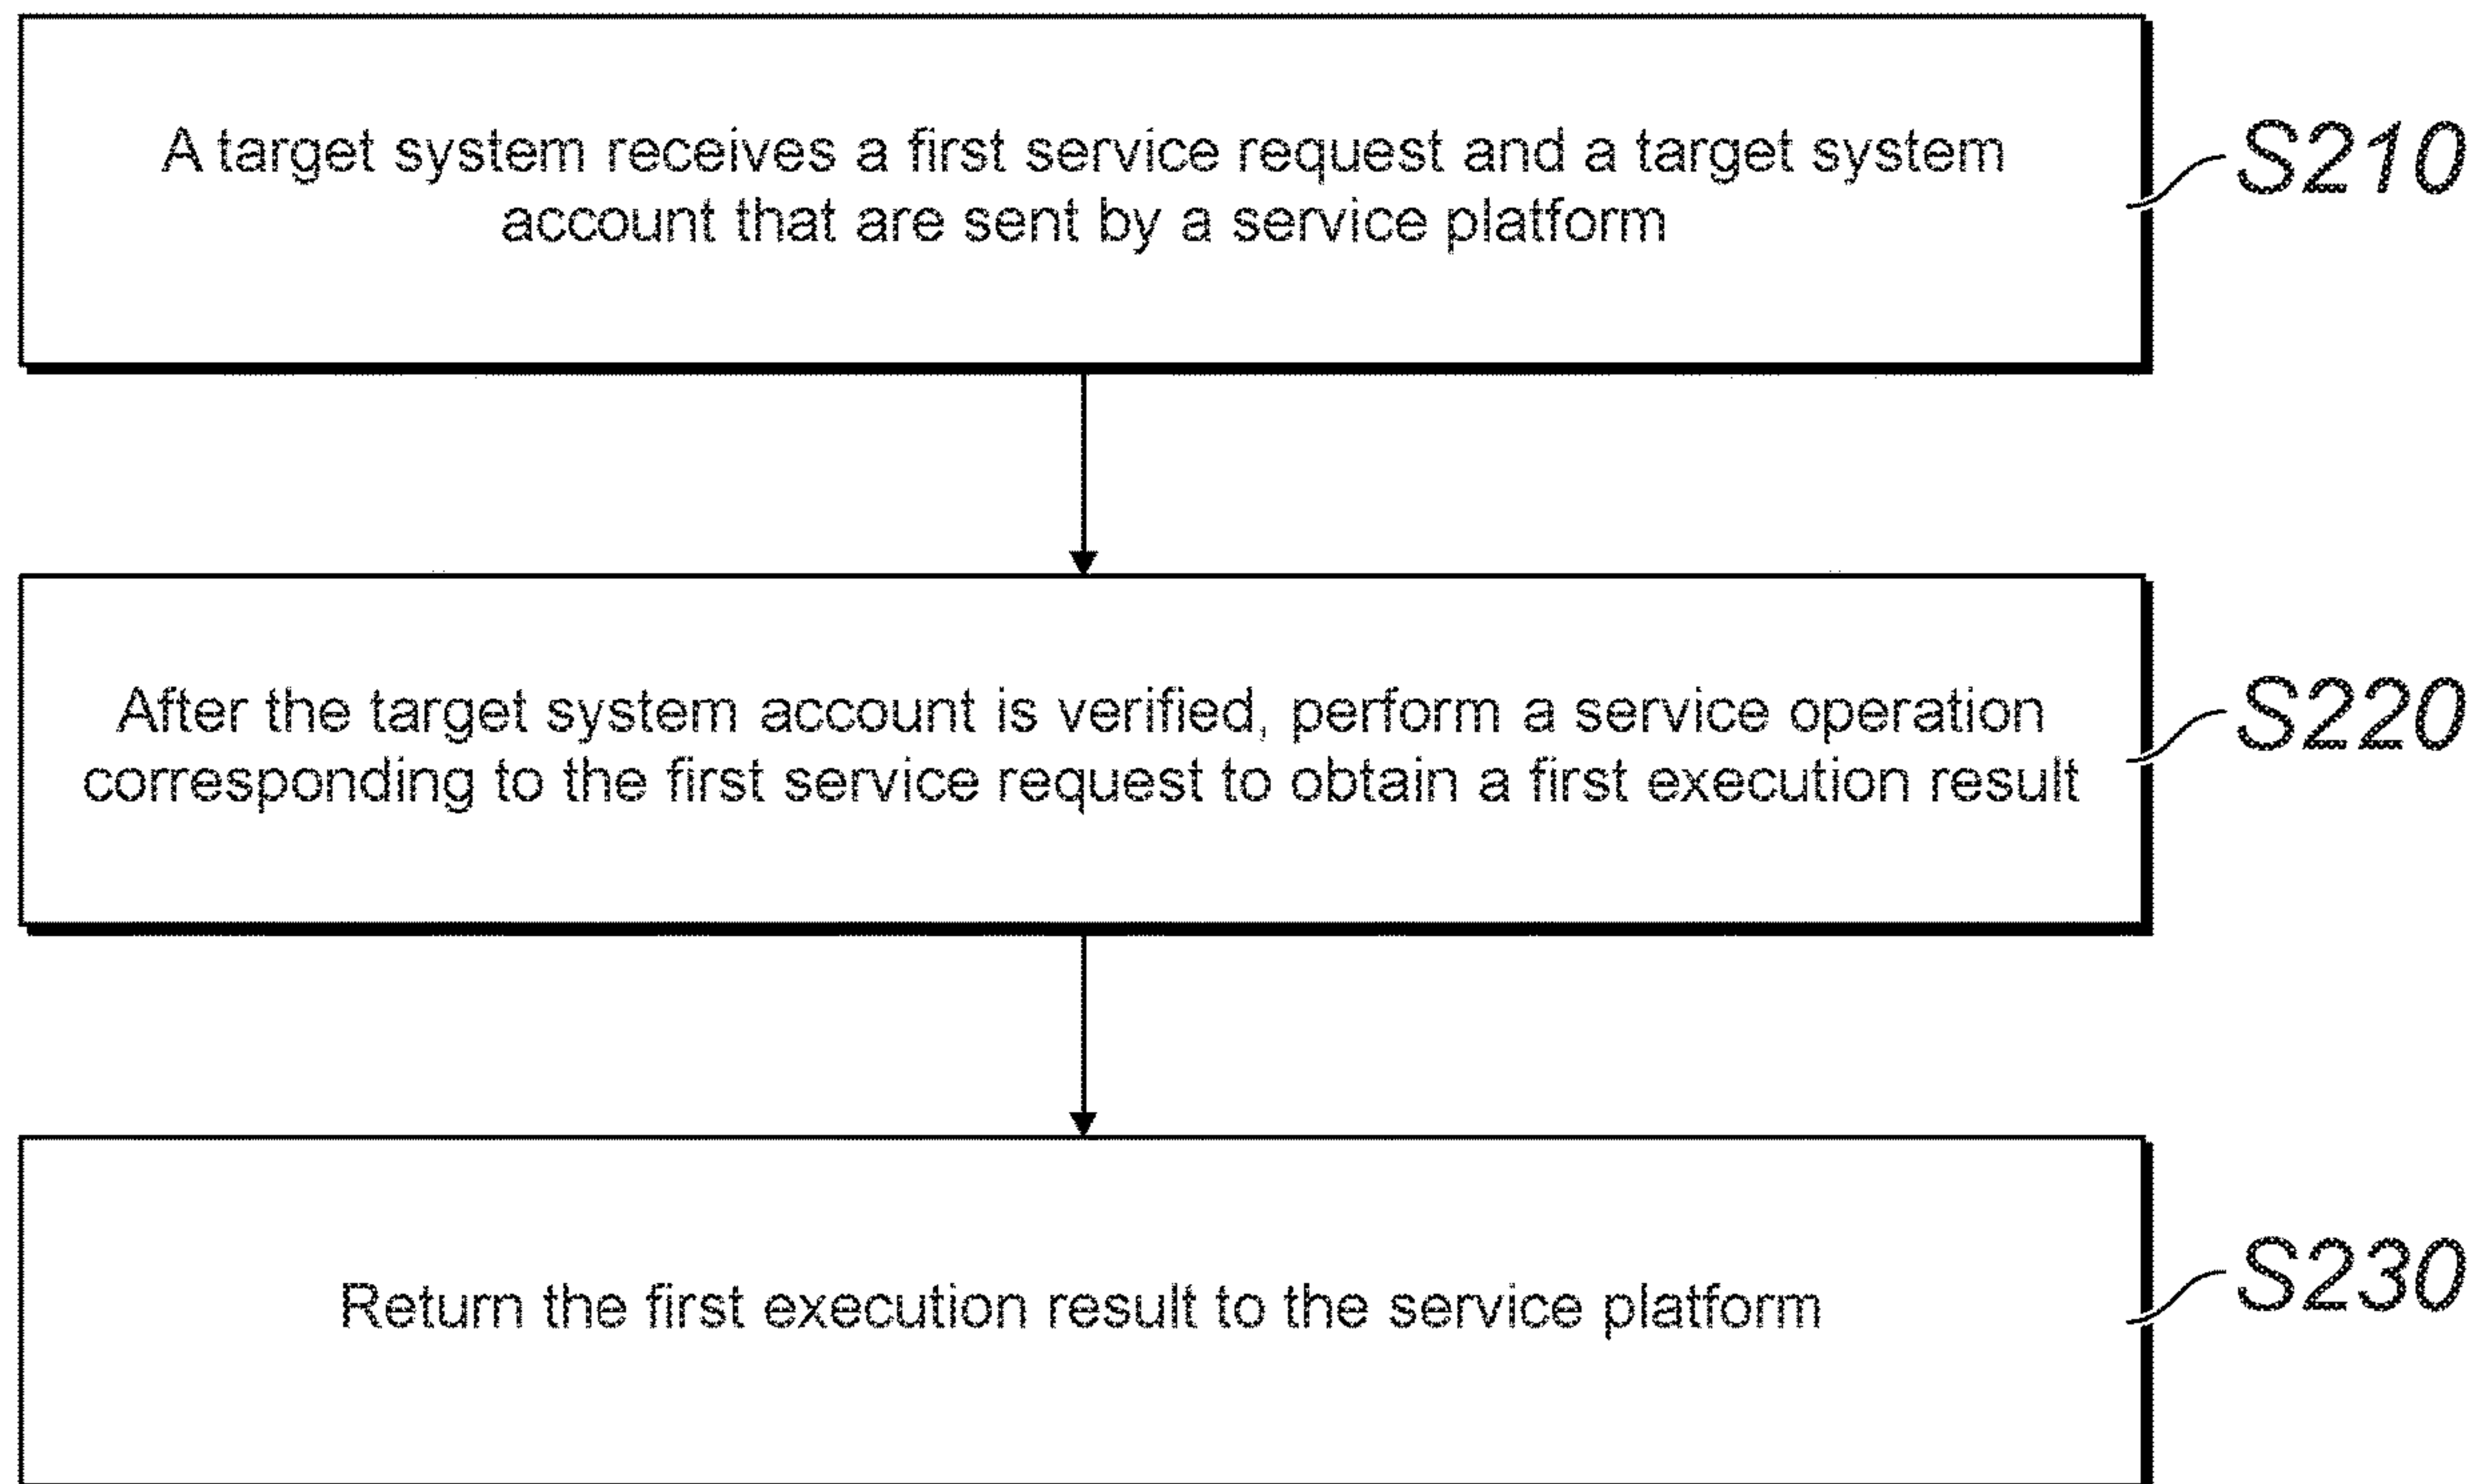 A target system receives a first service request and a target system
account that are sent by a service platform
S210
After the target system account is verified, perform a service operation
corresponding to the first service request to obtain a first execution result
S220
Return the first execution result to the service platform
S230